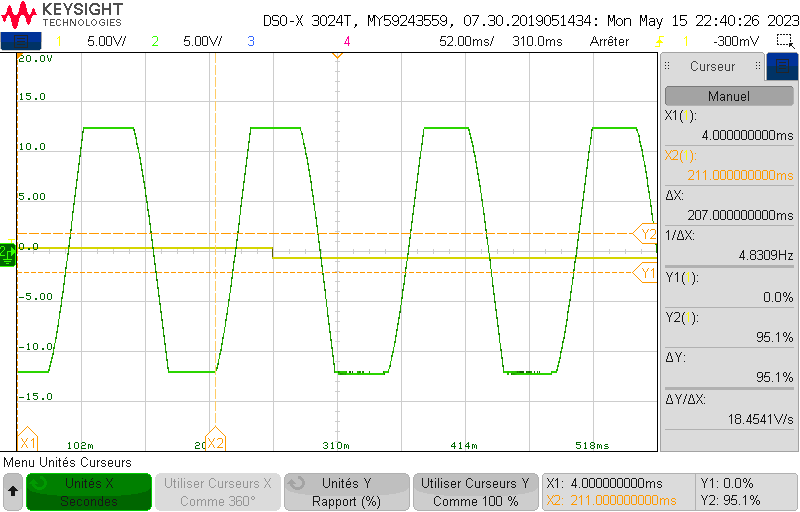 KEYSIGHT
TECHNOLOGIES
DSO-X 3024T, MY59243559, 07.30.2019051434: Mon May 15 22:40:26 2023
1 5.00V/ 2 5.00V/ 3 4 52.00ms/ 310.0ms Arrêter 1 -300mV
20.0V
15.0
10.0
5.00
0.0
-5.00
-10.0
-15.0
2
Y2
Y1
X1
X2
102m 20 310m 414m 518ms
Curseur
Manuel
X1(1):
4.000000000ms
X2(1):
211.000000000ms
ΔX:
207.000000000ms
1/ΔX:
4.8309Hz
Y1(1):
0.0%
Y2(1):
95.1%
ΔY:
95.1%
ΔY/ΔX:
18.4541V/s
Menu Unités Curseurs
Unités X
Secondes
Utiliser Curseurs X
Comme 360°
Unités Y
Rapport (%)
Utiliser Curseurs Y
Comme 100 %
X1: 4.000000000ms
X2: 211.000000000ms
Y1: 0.0%
Y2: 95.1%